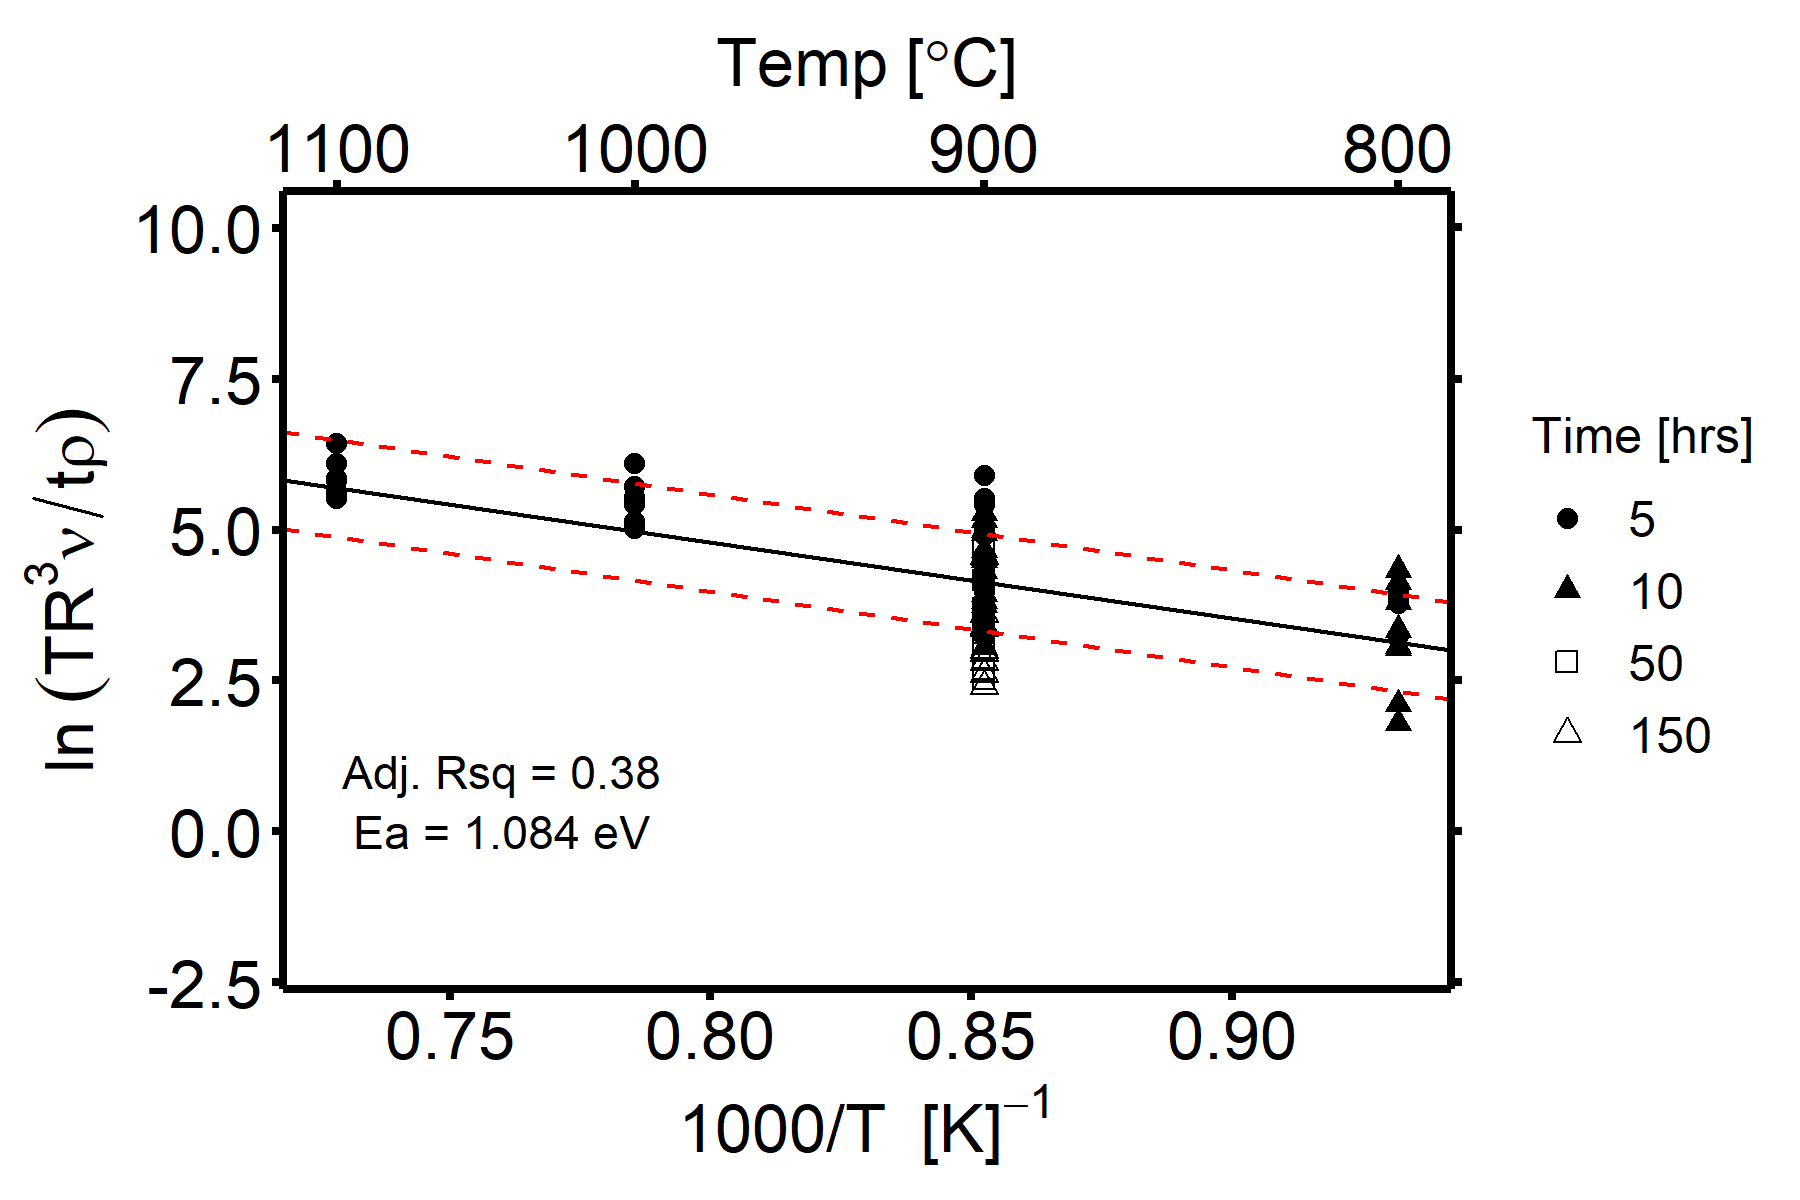 Temp [°C]
1100 1000 900 800
10.0
7.5
5.0
2.5
0.0
-2.5
ln (TR³ν/tρ)
Adj. Rsq = 0.38
Ea = 1.084 eV
0.75 0.80 0.85 0.90
1000/T [K]⁻¹
Time [hrs]
5
10
50
150